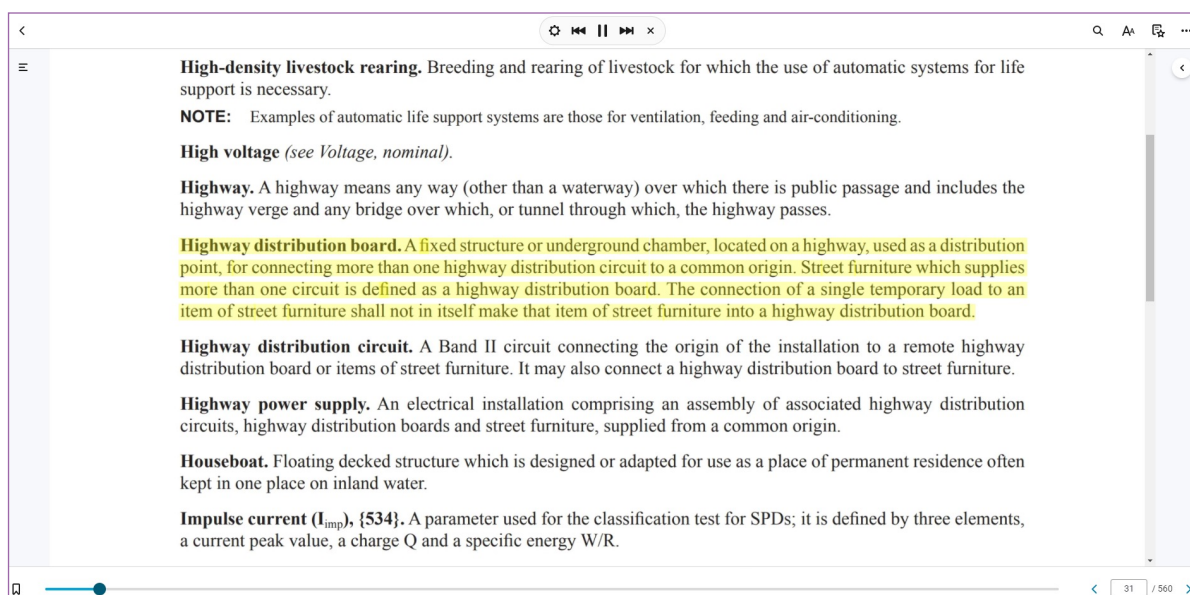 High-density livestock rearing. Breeding and rearing of livestock for which the use of automatic systems for life
support is necessary.
NOTE: Examples of automatic life support systems are those for ventilation, feeding and air-conditioning.
High voltage (see Voltage, nominal).
Highway. A highway means any way (other than a waterway) over which there is public passage and includes the
highway verge and any bridge over which, or tunnel through which, the highway passes.
Highway distribution board. A fixed structure or underground chamber, located on a highway, used as a distribution
point, for connecting more than one highway distribution circuit to a common origin. Street furniture which supplies
more than one circuit is defined as a highway distribution board. The connection of a single temporary load to an
item of street furniture shall not in itself make that item of street furniture into a highway distribution board.
Highway distribution circuit. A Band II circuit connecting the origin of the installation to a remote highway
distribution board or items of street furniture. It may also connect a highway distribution board to street furniture.
Highway power supply. An electrical installation comprising an assembly of associated highway distribution
circuits, highway distribution boards and street furniture, supplied from a common origin.
Houseboat. Floating decked structure which is designed or adapted for use as a place of permanent residence often
kept in one place on inland water.
Impulse current (Iimp), {534}. A parameter used for the classification test for SPDs; it is defined by three elements,
a current peak value, a charge Q and a specific energy W/R.
31 / 560